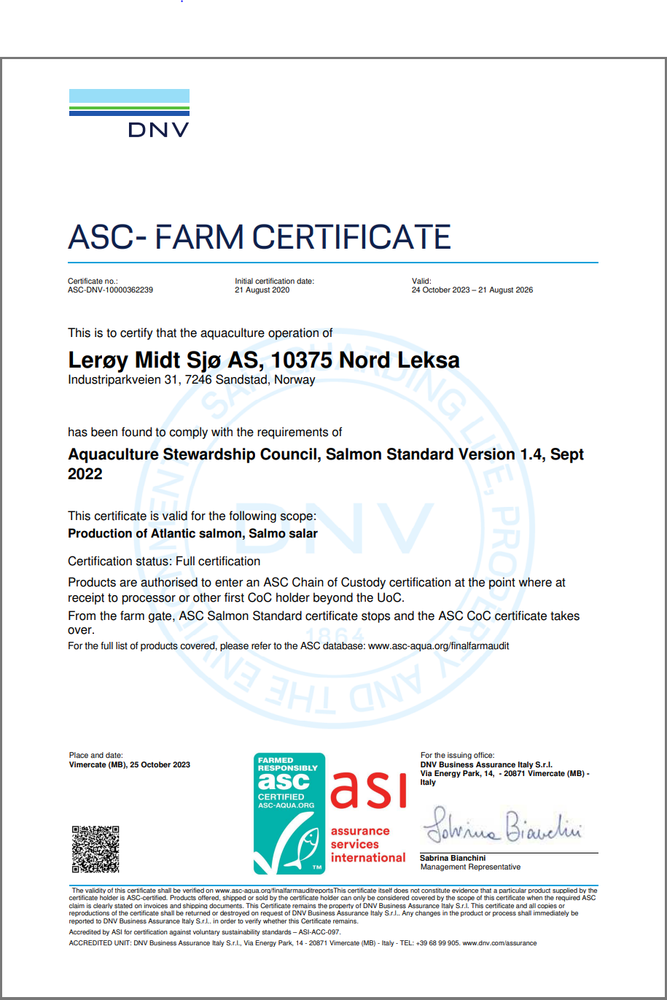 DNV
ASC- FARM CERTIFICATE
Certificate no.:
ASC-DNV-10000362239
Initial certification date:
21 August 2020
Valid:
24 October 2023 – 21 August 2026
This is to certify that the aquaculture operation of
Lerøy Midt Sjø AS, 10375 Nord Leksa
Industriparkveien 31, 7246 Sandstad, Norway
has been found to comply with the requirements of
Aquaculture Stewardship Council, Salmon Standard Version 1.4, Sept
2022
This certificate is valid for the following scope:
Production of Atlantic salmon, Salmo salar
Certification status: Full certification
Products are authorised to enter an ASC Chain of Custody certification at the point where at
receipt to processor or other first CoC holder beyond the UoC.
From the farm gate, ASC Salmon Standard certificate stops and the ASC CoC certificate takes
over.
For the full list of products covered, please refer to the ASC database: www.asc-aqua.org/finalfarmaudit
SAFEGUARDING LIFE, PROPERTY AND THE ENVIRONMENT
DNV
1864
Place and date:
Vimercate (MB), 25 October 2023
FARMED
RESPONSIBLY
asc
CERTIFIED
ASC-AQUA.ORG
TM
asi
assurance
services
international
For the issuing office:
DNV Business Assurance Italy S.r.l.
Via Energy Park, 14, - 20871 Vimercate (MB) -
Italy
Sabrina Bianchini
Sabrina Bianchini
Management Representative
The validity of this certificate shall be verified on www.asc-aqua.org/finalfarmauditreportsThis certificate itself does not constitute evidence that a particular product supplied by the
certificate holder is ASC-certified. Products offered, shipped or sold by the certificate holder can only be considered covered by the scope of this certificate when the required ASC
claim is clearly stated on invoices and shipping documents. This Certificate remains the property of DNV Business Assurance Italy S.r.l. This certificate and all copies or
reproductions of the certificate shall be returned or destroyed on request of DNV Business Assurance Italy S.r.l.. Any changes in the product or process shall immediately be
reported to DNV Business Assurance Italy S.r.l.. in order to verify whether this Certificate remains.
Accredited by ASI for certification against voluntary sustainability standards – ASI-ACC-097.
ACCREDITED UNIT: DNV Business Assurance Italy S.r.l., Via Energy Park, 14 - 20871 Vimercate (MB) - Italy - TEL: +39 68 99 905. www.dnv.com/assurance